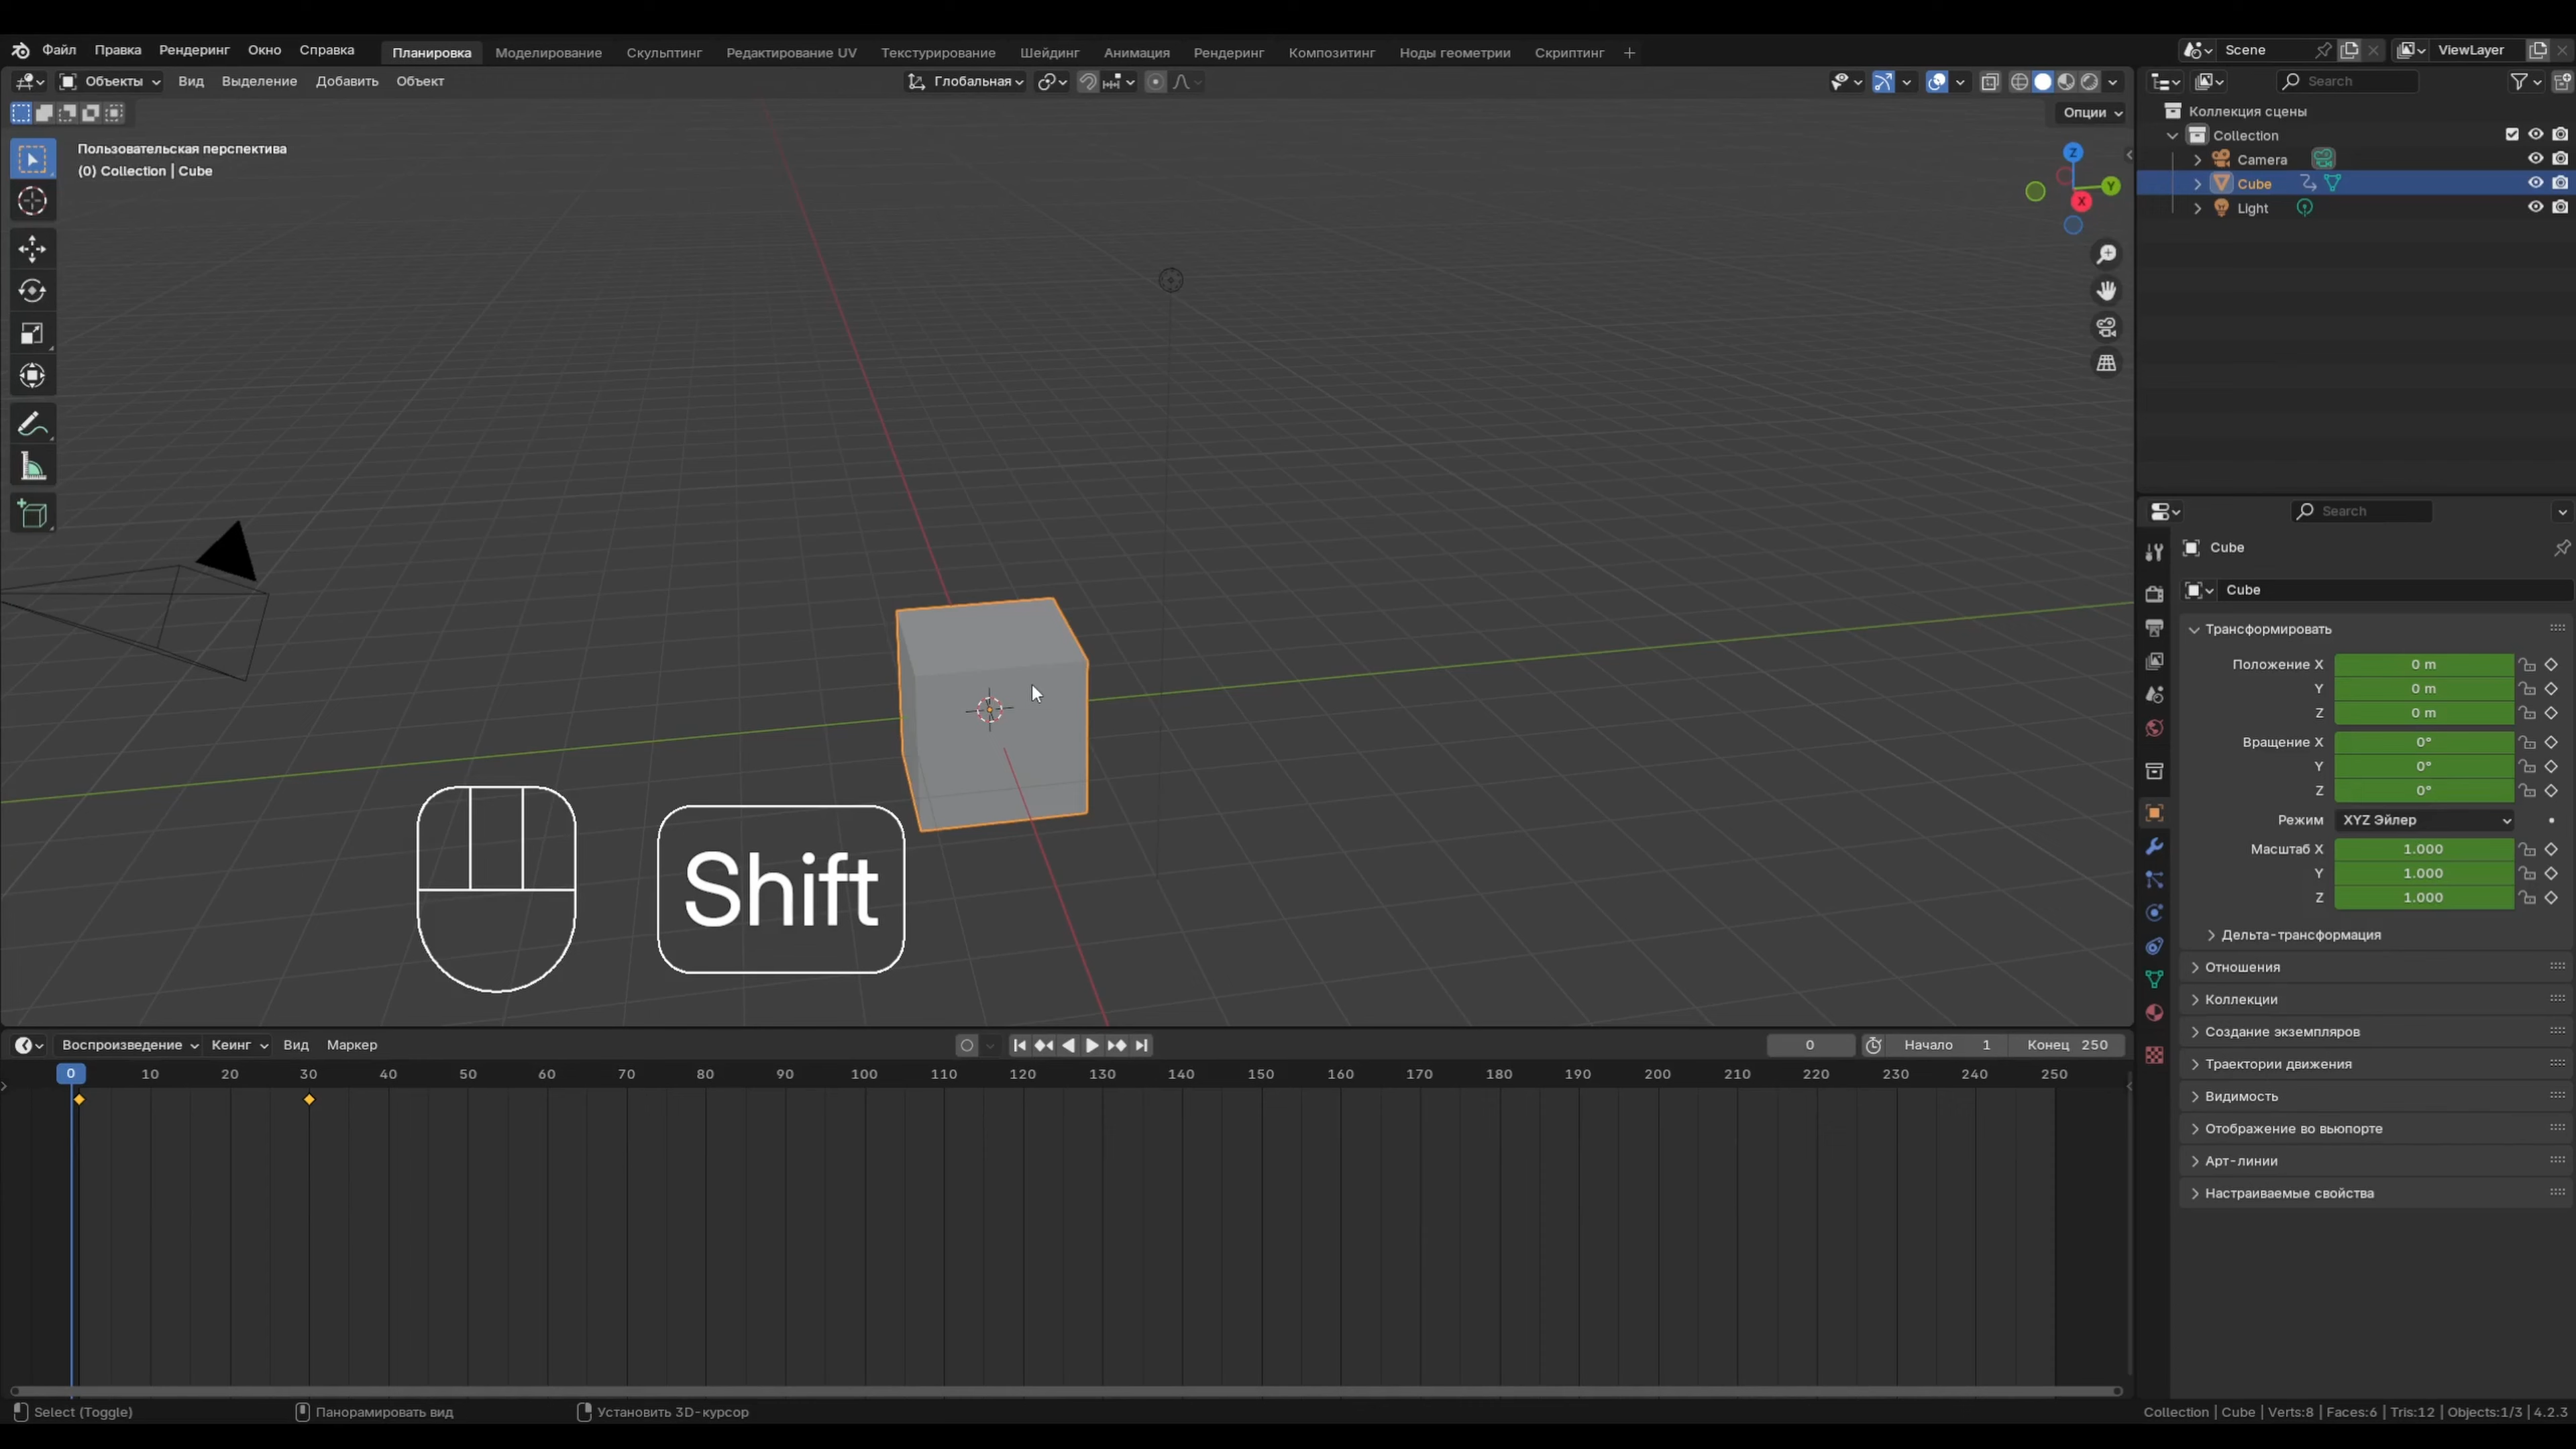 Файл Правка Рендеринг Окно Справка Планировка Моделирование Скульптинг Редактирование UV Текстурирование Шейдинг Анимация Рендеринг Композитинг Ноды геометрии Скриптинг + Scene ViewLayer
Объекты Вид Выделение Добавить Объект Глобальная Search
Опции
Пользовательская перспектива
(0) Collection | Cube
Z
Y
X
Коллекция сцены
Collection
Camera
Cube
Light
Search
Cube
Cube
Трансформировать
Положение X 0 m
Y 0 m
Z 0 m
Вращение X 0°
Y 0°
Z 0°
Режим XYZ Эйлер
Масштаб X 1.000
Y 1.000
Z 1.000
Дельта-трансформация
Отношения
Коллекции
Создание экземпляров
Траектории движения
Видимость
Отображение во вьюпорте
Арт-линии
Настраиваемые свойства
Shift
Воспроизведение Кеинг Вид Маркер 0 Начало 1 Конец 250
0 10 20 30 40 50 60 70 80 90 100 110 120 130 140 150 160 170 180 190 200 210 220 230 240 250
Select (Toggle) Панорамировать вид Установить 3D-курсор Collection | Cube | Verts:8 | Faces:6 | Tris:12 | Objects:1/3 | 4.2.3